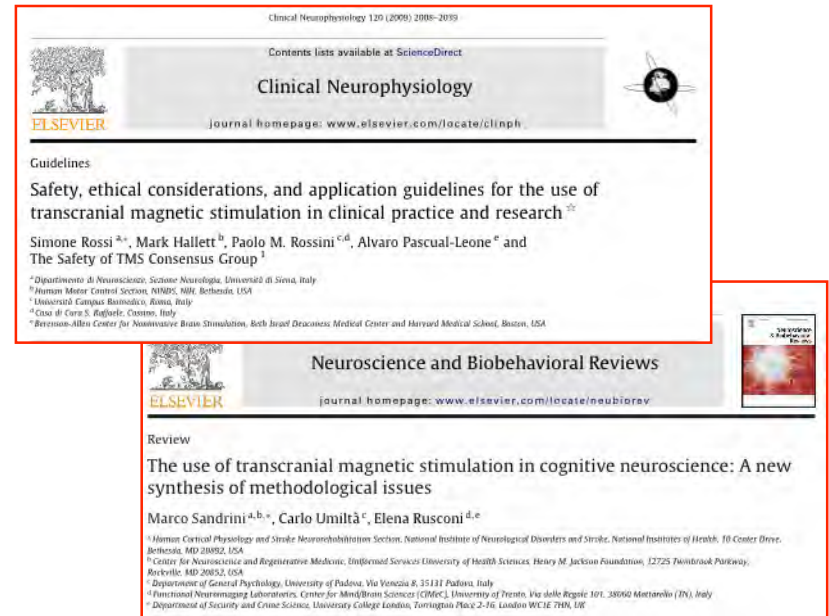 Clinical Neurophysiology 120 (2009) 2008–2039
Contents lists available at ScienceDirect
Clinical Neurophysiology
ELSEVIER
journal homepage: www.elsevier.com/locate/clinph
Guidelines
Safety, ethical considerations, and application guidelines for the use of
transcranial magnetic stimulation in clinical practice and research ☆
Simone Rossi a,*, Mark Hallett b, Paolo M. Rossini c,d, Alvaro Pascual-Leone e and
The Safety of TMS Consensus Group 1
a Dipartimento di Neuroscienze, Sezione Neurologia, Università di Siena, Italy
b Human Motor Control Section, NINDS, NIH, Bethesda, USA
c Università Campus Biomedico, Roma, Italy
d Casa di Cura S. Raffaele, Cassino, Italy
e Berenson-Allen Center for Noninvasive Brain Stimulation, Beth Israel Deaconess Medical Center and Harvard Medical School, Boston, USA
Neuroscience and Biobehavioral Reviews
Neuroscience
& Biobehavioral
Reviews
ELSEVIER
journal homepage: www.elsevier.com/locate/neubiorev
Review
The use of transcranial magnetic stimulation in cognitive neuroscience: A new
synthesis of methodological issues
Marco Sandrini a,b,*, Carlo Umiltà c, Elena Rusconi d,e
a Human Cortical Physiology and Stroke Neurorehabilitation Section, National Institute of Neurological Disorders and Stroke, National Institutes of Health, 10 Center Drive,
Bethesda, MD 20892, USA
b Center for Neuroscience and Regenerative Medicine, Uniformed Services University of Health Sciences, Henry M. Jackson Foundation, 12725 Twinbrook Parkway,
Rockville, MD 20852, USA
c Department of General Psychology, University of Padova, Via Venezia 8, 35131 Padova, Italy
d Functional Neuroimaging Laboratories, Center for Mind/Brain Sciences (CIMeC), University of Trento, Via delle Regole 101, 38060 Mattarello (TN), Italy
e Department of Security and Crime Science, University College London, Torrington Place 2-16, London WC1E 7HN, UK